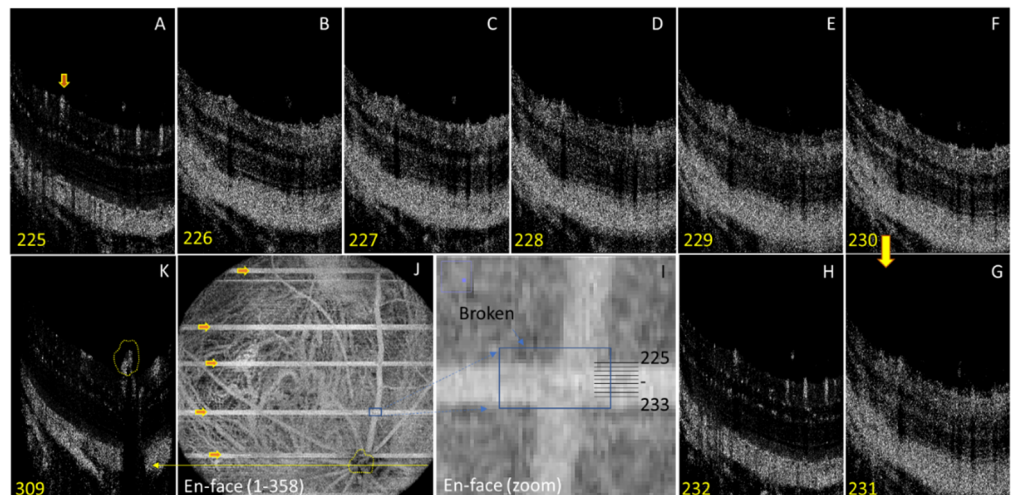 A
B
C
D
E
F
225
226
227
228
229
230
K
J
I
H
G
Broken
225
-
233
309
En-face (1-358)
En-face (zoom)
232
231